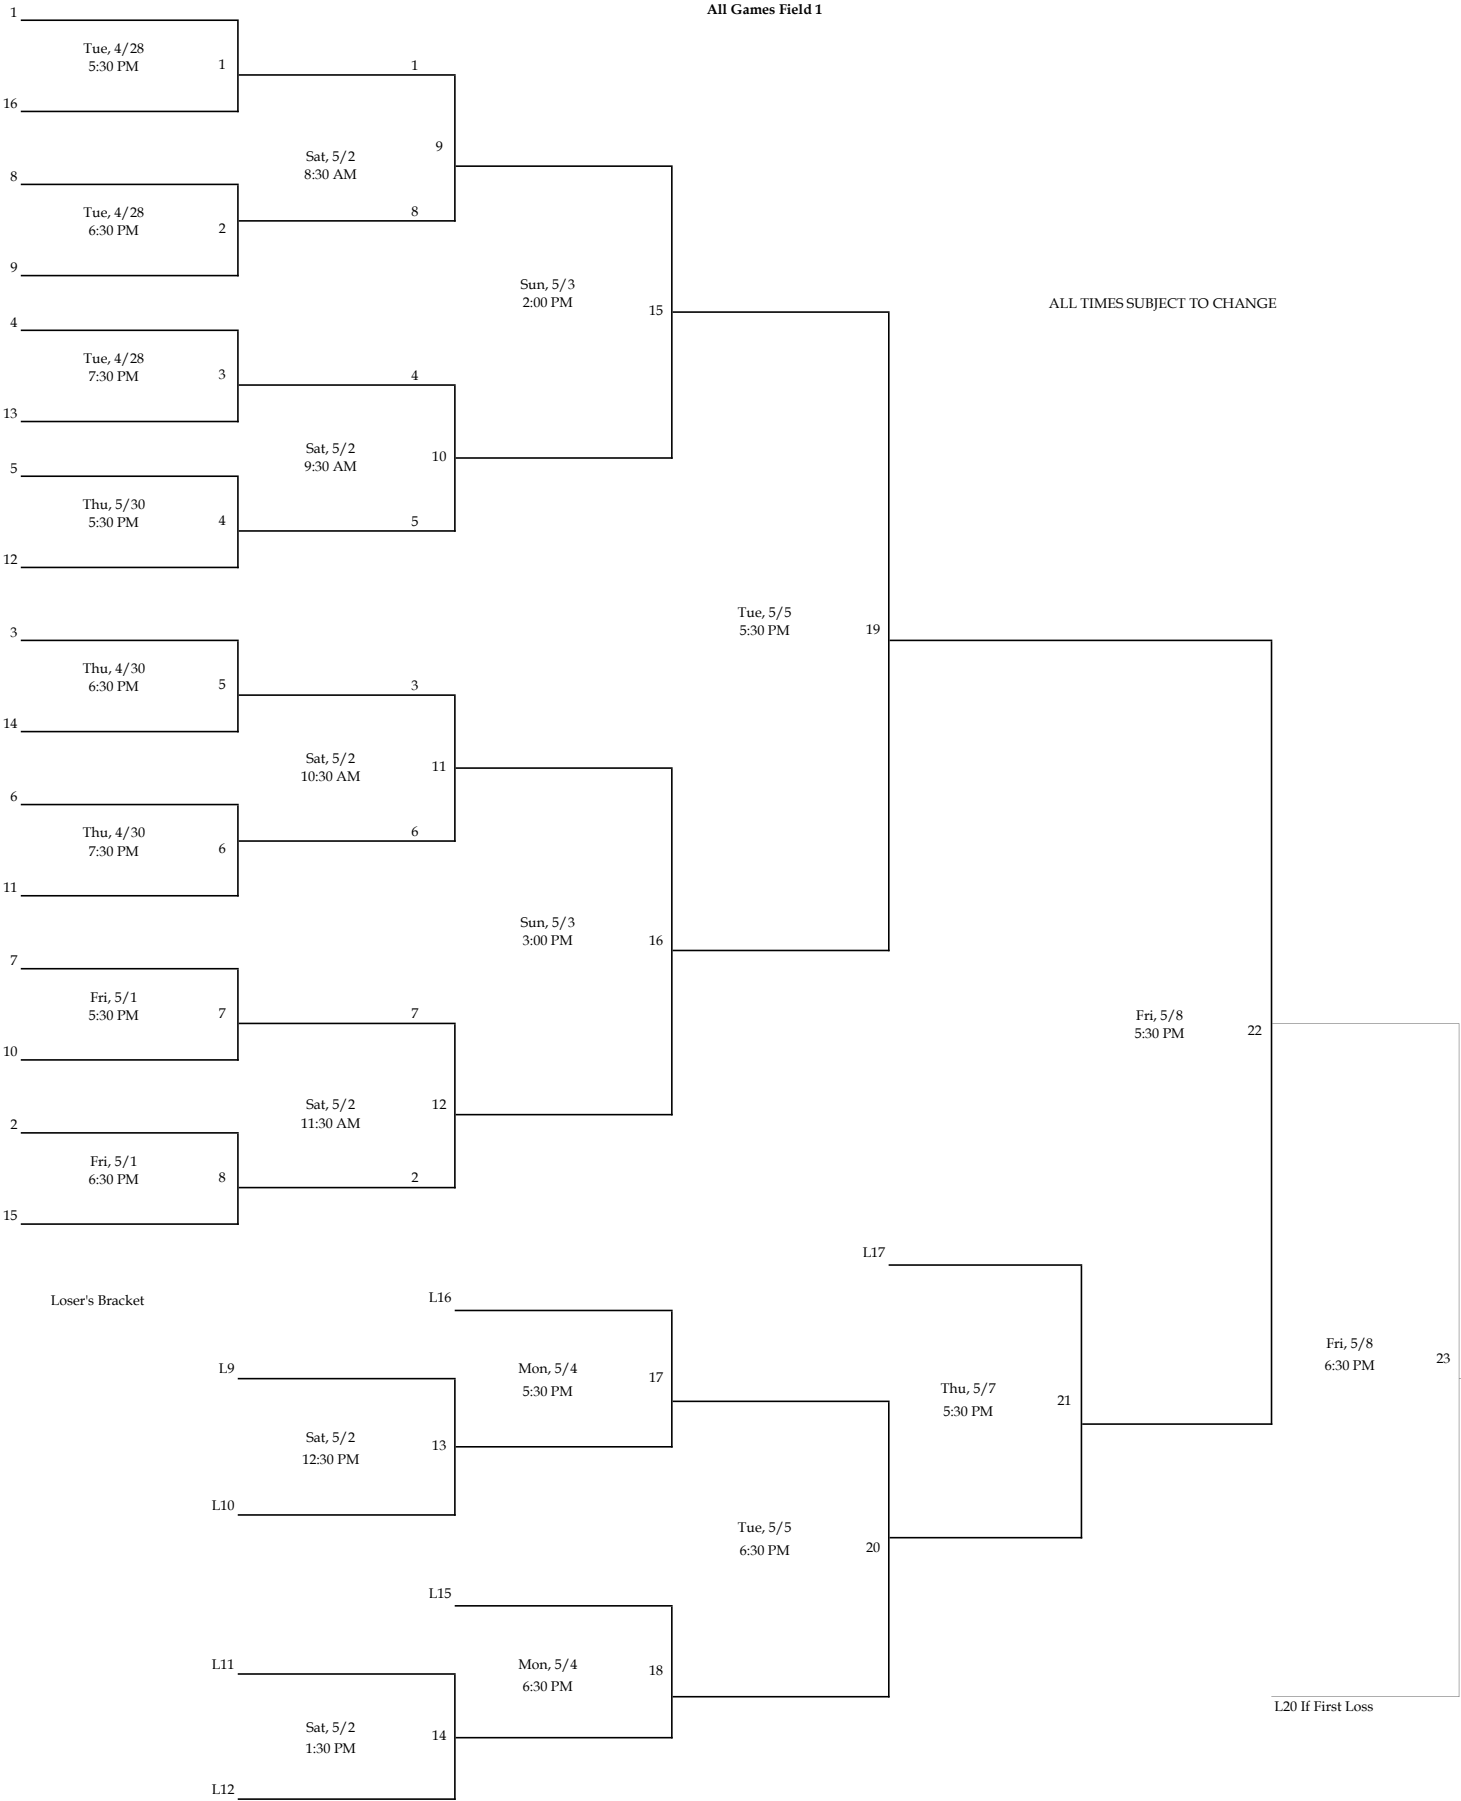 All Games Field 1
1
Tue, 4/28
5:30 PM
1
16
1
Sat, 5/2
8:30 AM
9
8
8
Tue, 4/28
6:30 PM
2
9
Sun, 5/3
2:00 PM
15
ALL TIMES SUBJECT TO CHANGE
4
Tue, 4/28
7:30 PM
3
13
4
Sat, 5/2
9:30 AM
10
5
5
Thu, 5/30
5:30 PM
4
12
Tue, 5/5
5:30 PM
19
3
Thu, 4/30
6:30 PM
5
14
3
Sat, 5/2
10:30 AM
11
6
6
Thu, 4/30
7:30 PM
6
11
Sun, 5/3
3:00 PM
16
7
Fri, 5/1
5:30 PM
7
10
7
Sat, 5/2
11:30 AM
12
2
2
Fri, 5/1
6:30 PM
8
15
Fri, 5/8
5:30 PM
22
Loser's Bracket
L17
L16
L9
Mon, 5/4
5:30 PM
17
Sat, 5/2
12:30 PM
13
L10
Thu, 5/7
5:30 PM
21
Fri, 5/8
6:30 PM
23
Tue, 5/5
6:30 PM
20
L15
L11
Mon, 5/4
6:30 PM
18
Sat, 5/2
1:30 PM
14
L12
L20 If First Loss